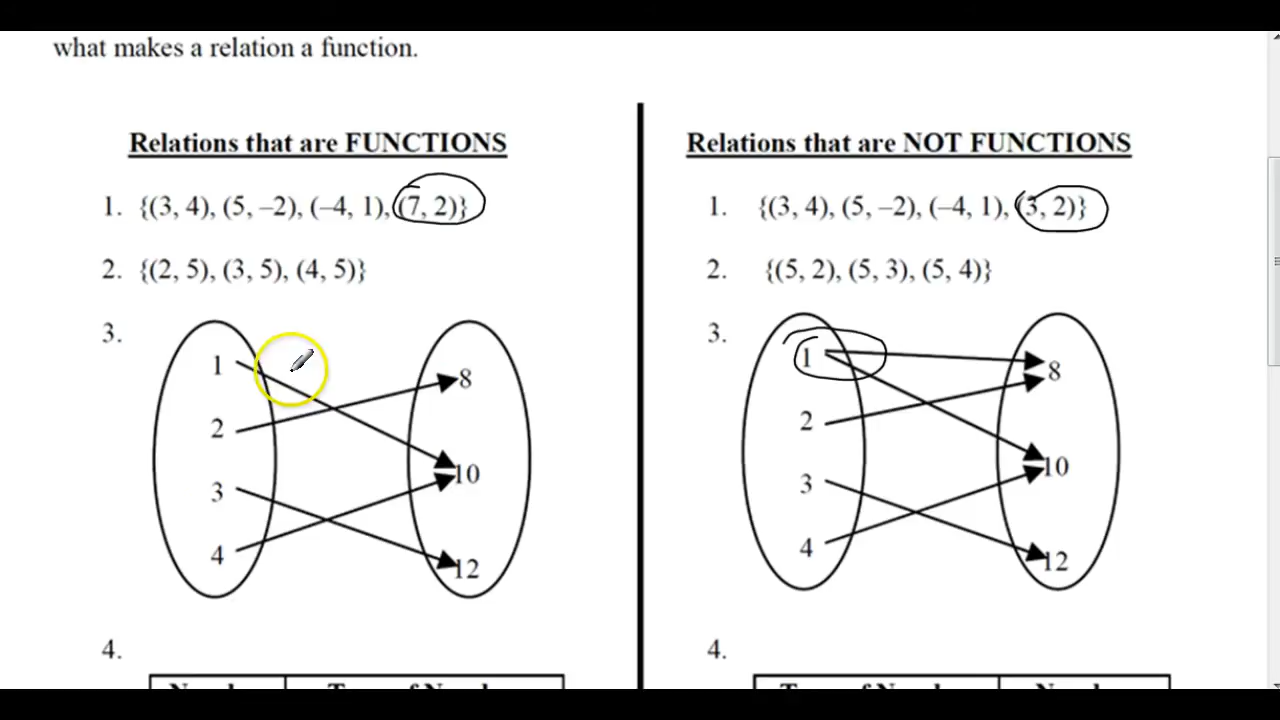 what makes a relation a function.
Relations that are FUNCTIONS
1. {(3, 4), (5, –2), (–4, 1), (7, 2)}
2. {(2, 5), (3, 5), (4, 5)}
3.
1
2
3
4
8
10
12
4.
Relations that are NOT FUNCTIONS
1. {(3, 4), (5, –2), (–4, 1), (3, 2)}
2. {(5, 2), (5, 3), (5, 4)}
3.
1
2
3
4
8
10
12
4.